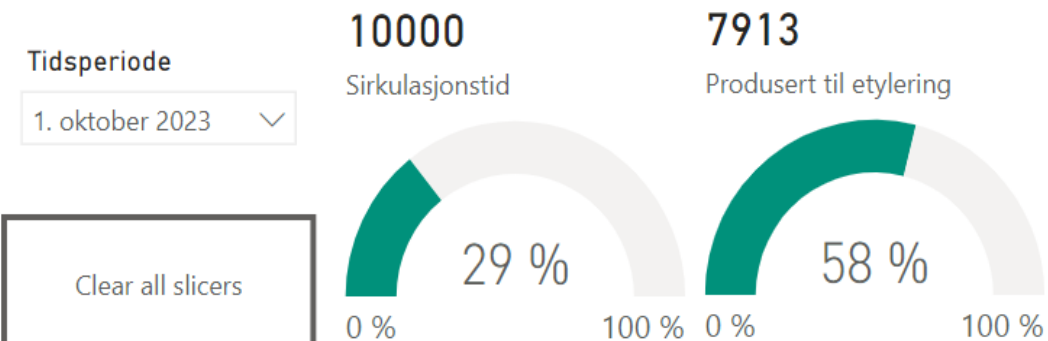 Tidsperiode
1. oktober 2023
Clear all slicers
10000
Sirkulasjonstid
29 %
0 %
100 %
7913
Produsert til etylering
58 %
0 %
100 %